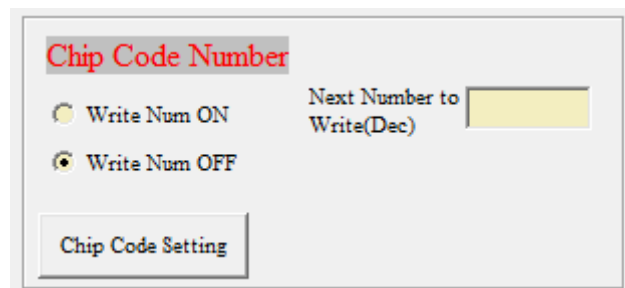 Chip Code Number
Write Num ON
Next Number to
Write(Dec)
Write Num OFF
Chip Code Setting